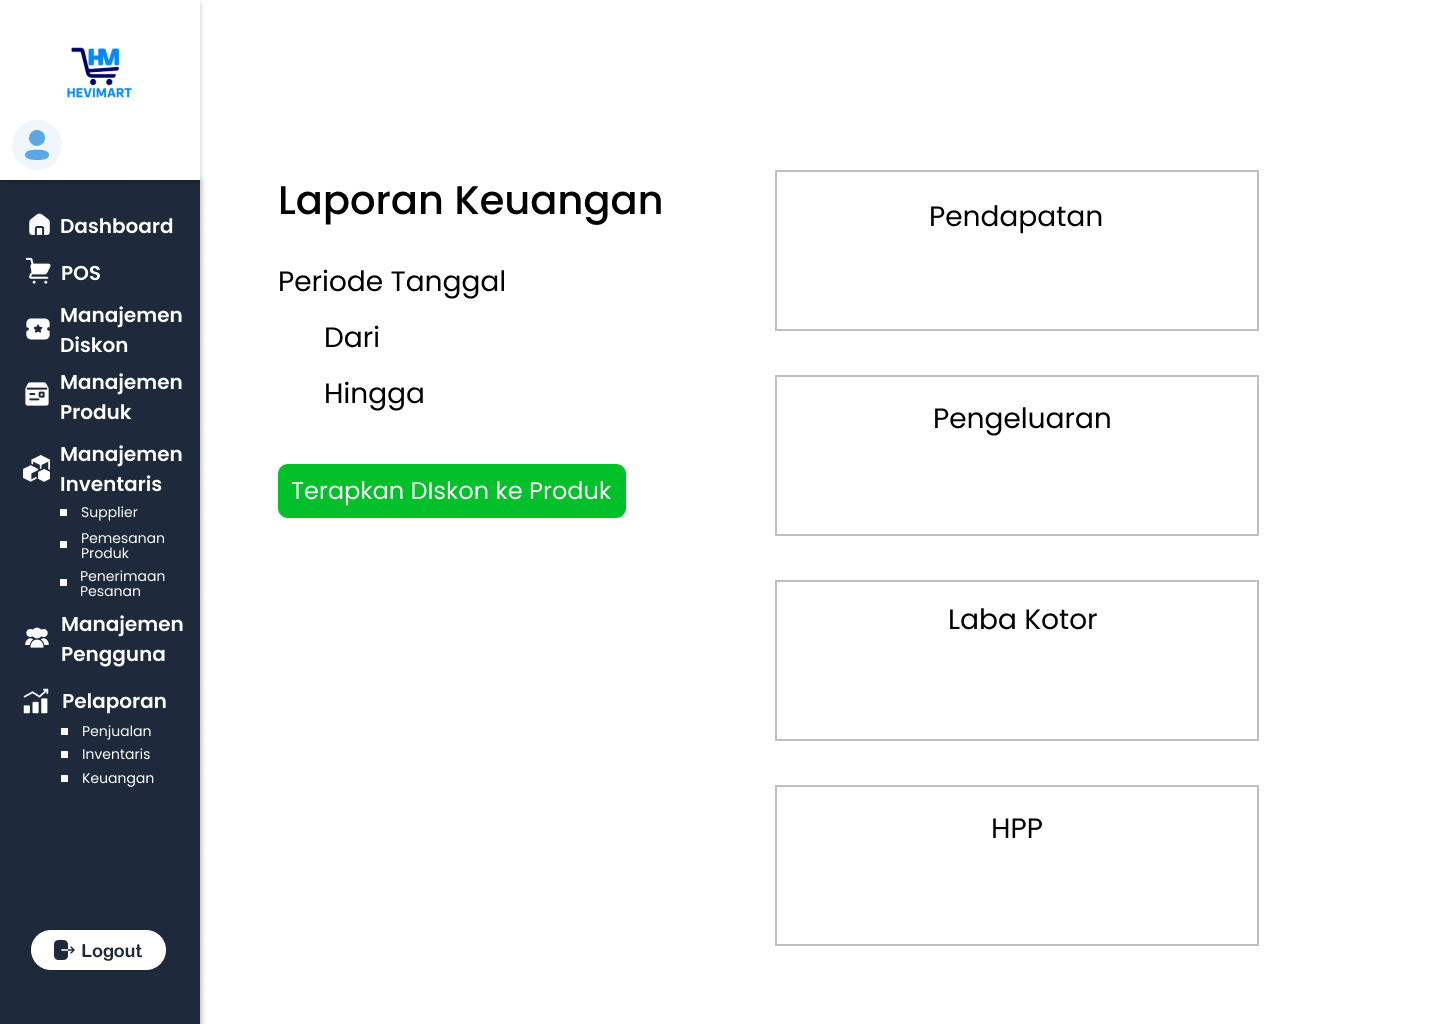 HM
HEVIMART
Dashboard
POS
Manajemen
Diskon
Manajemen
Produk
Manajemen
Inventaris
Supplier
Pemesanan
Produk
Penerimaan
Pesanan
Manajemen
Pengguna
Pelaporan
Penjualan
Inventaris
Keuangan
Logout
Laporan Keuangan
Periode Tanggal
Dari
Hingga
Terapkan DIskon ke Produk
Pendapatan
Pengeluaran
Laba Kotor
HPP